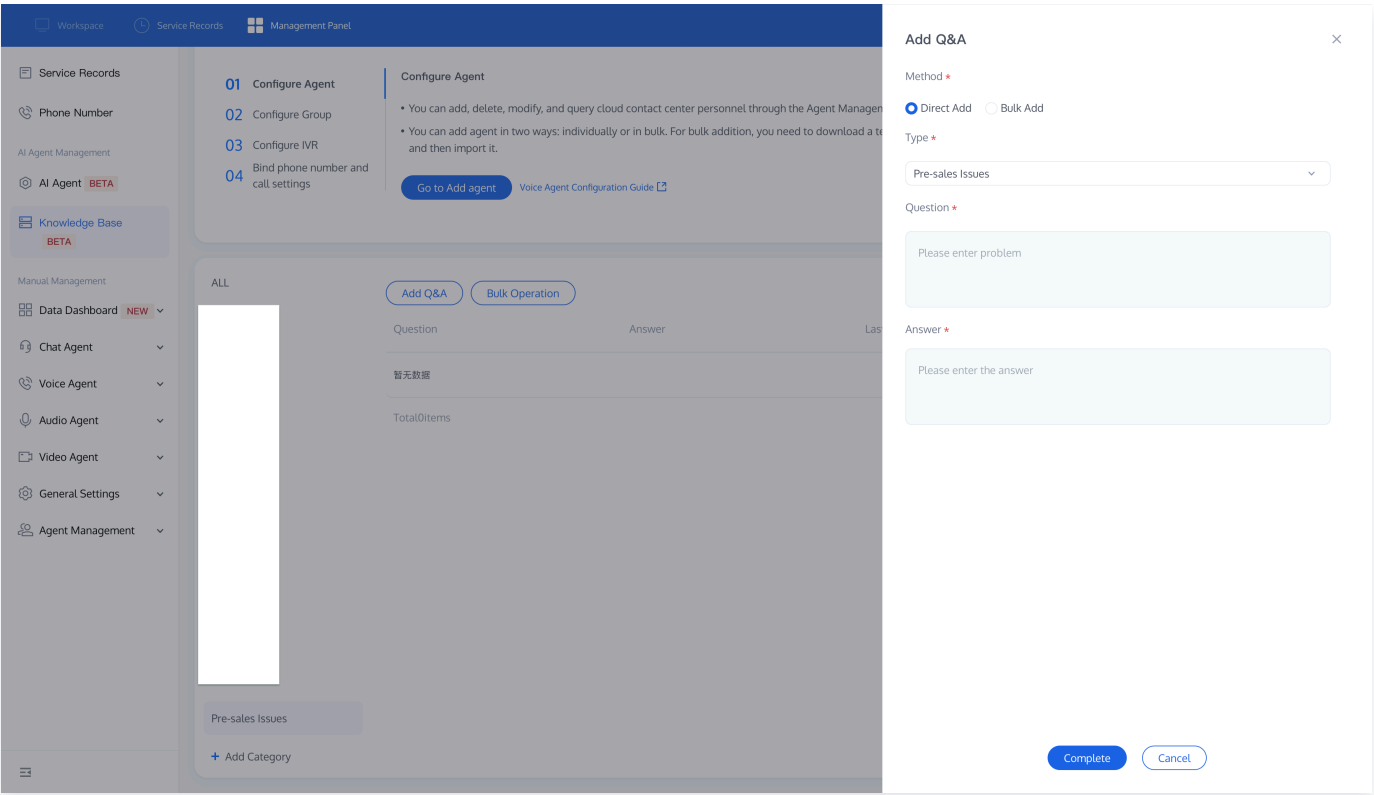 Workspace
Service Records
Management Panel
Service Records
Phone Number
AI Agent Management
AI Agent BETA
Knowledge Base
BETA
Manual Management
Data Dashboard NEW
Chat Agent
Voice Agent
Audio Agent
Video Agent
General Settings
Agent Management
01 Configure Agent
02 Configure Group
03 Configure IVR
04 Bind phone number and
call settings
Configure Agent
• You can add, delete, modify, and query cloud contact center personnel through the Agent Managen
• You can add agent in two ways: individually or in bulk. For bulk addition, you need to download a te
and then import it.
Go to Add agent
Voice Agent Configuration Guide
ALL
Pre-sales Issues
+ Add Category
Add Q&A
Bulk Operation
Question Answer Las
暂无数据
Total0items
Add Q&A
Method *
Direct Add
Bulk Add
Type *
Pre-sales Issues
Question *
Please enter problem
Answer *
Please enter the answer
Complete
Cancel